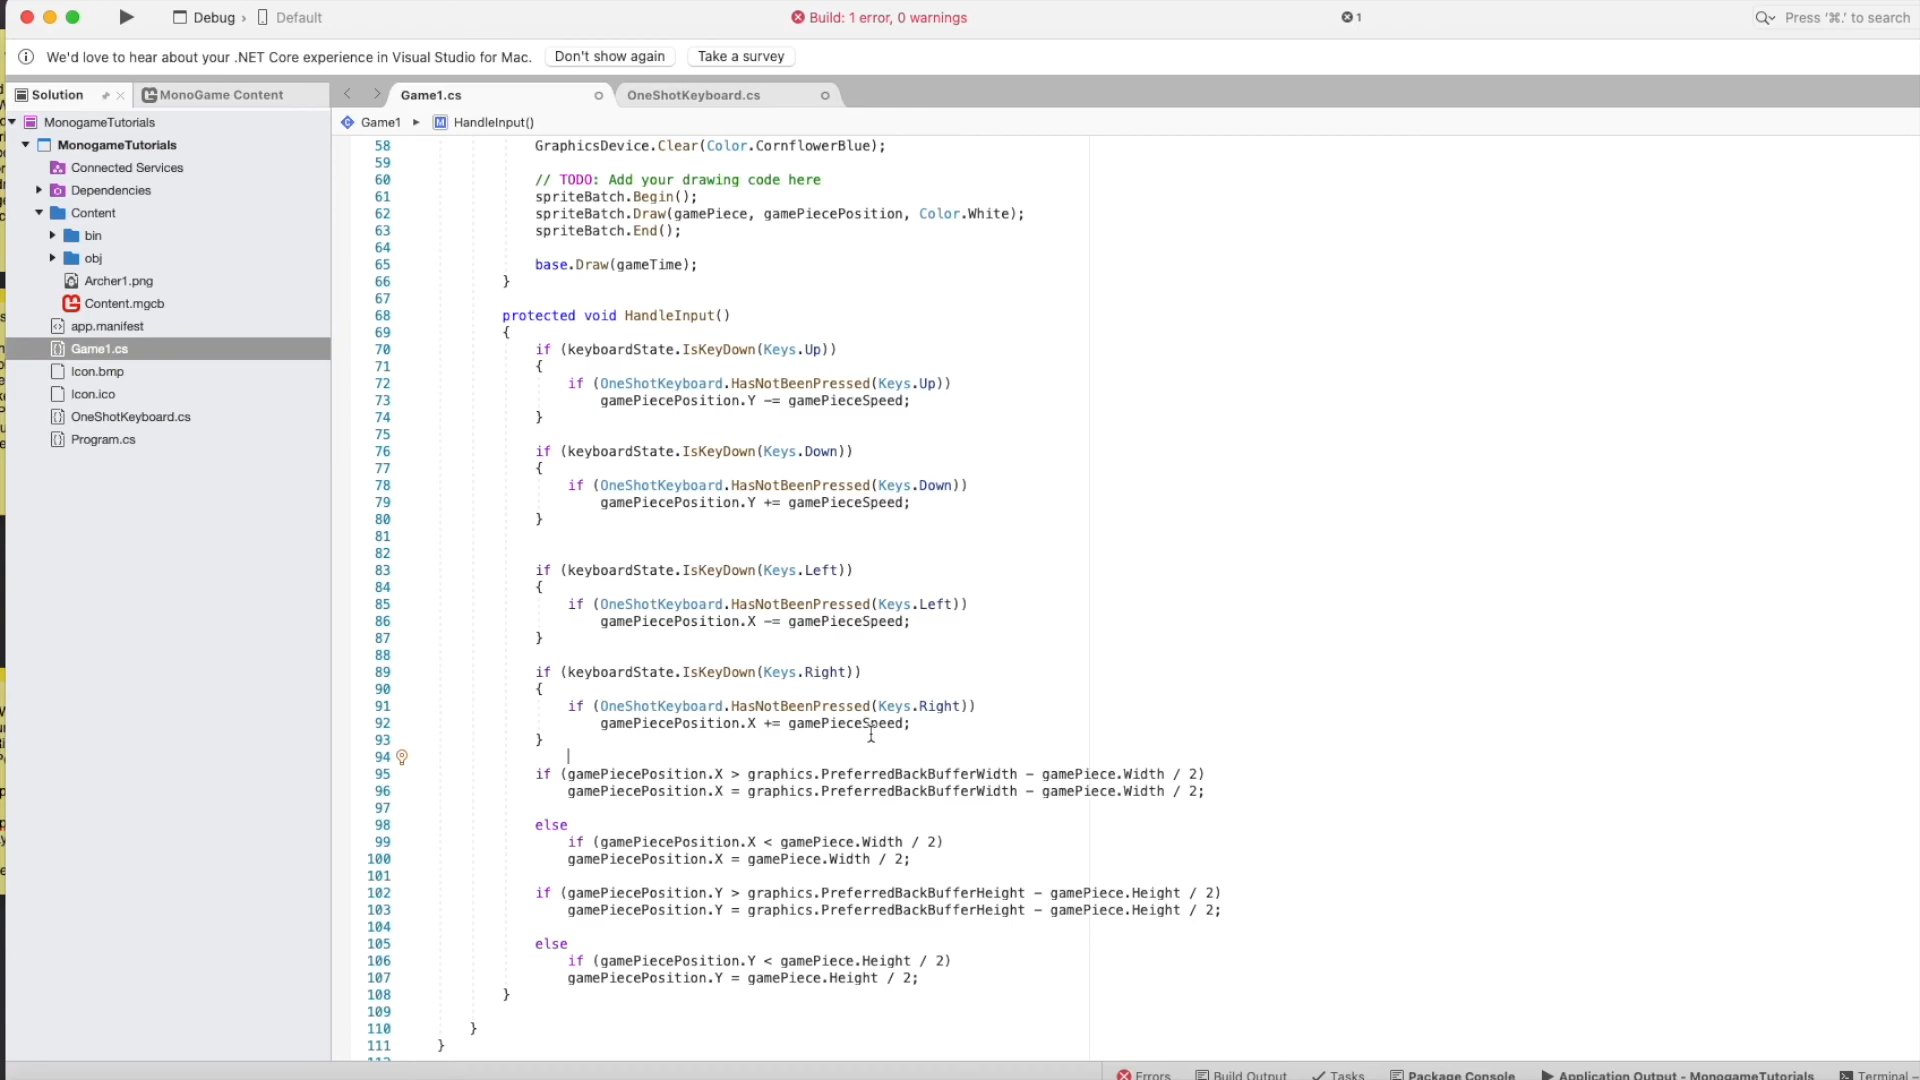 Debug › Default
Build: 1 error, 0 warnings
1
Press '⌘.' to search
We'd love to hear about your .NET Core experience in Visual Studio for Mac.
Don't show again
Take a survey
Solution
MonoGame Content
Game1.cs
OneShotKeyboard.cs
Game1 ▸ HandleInput()
MonogameTutorials
MonogameTutorials
Connected Services
Dependencies
Content
bin
obj
Archer1.png
Content.mgcb
app.manifest
Game1.cs
Icon.bmp
Icon.ico
OneShotKeyboard.cs
Program.cs
58 GraphicsDevice.Clear(Color.CornflowerBlue);
59
60 // TODO: Add your drawing code here
61 spriteBatch.Begin();
62 spriteBatch.Draw(gamePiece, gamePiecePosition, Color.White);
63 spriteBatch.End();
64
65 base.Draw(gameTime);
66 }
67
68 protected void HandleInput()
69 {
70 if (keyboardState.IsKeyDown(Keys.Up))
71 {
72 if (OneShotKeyboard.HasNotBeenPressed(Keys.Up))
73 gamePiecePosition.Y -= gamePieceSpeed;
74 }
75
76 if (keyboardState.IsKeyDown(Keys.Down))
77 {
78 if (OneShotKeyboard.HasNotBeenPressed(Keys.Down))
79 gamePiecePosition.Y += gamePieceSpeed;
80 }
81
82
83 if (keyboardState.IsKeyDown(Keys.Left))
84 {
85 if (OneShotKeyboard.HasNotBeenPressed(Keys.Left))
86 gamePiecePosition.X -= gamePieceSpeed;
87 }
88
89 if (keyboardState.IsKeyDown(Keys.Right))
90 {
91 if (OneShotKeyboard.HasNotBeenPressed(Keys.Right))
92 gamePiecePosition.X += gamePieceSpeed;
93 }
94
95 if (gamePiecePosition.X > graphics.PreferredBackBufferWidth - gamePiece.Width / 2)
96 gamePiecePosition.X = graphics.PreferredBackBufferWidth - gamePiece.Width / 2;
97
98 else
99 if (gamePiecePosition.X < gamePiece.Width / 2)
100 gamePiecePosition.X = gamePiece.Width / 2;
101
102 if (gamePiecePosition.Y > graphics.PreferredBackBufferHeight - gamePiece.Height / 2)
103 gamePiecePosition.Y = graphics.PreferredBackBufferHeight - gamePiece.Height / 2;
104
105 else
106 if (gamePiecePosition.Y < gamePiece.Height / 2)
107 gamePiecePosition.Y = gamePiece.Height / 2;
108 }
109
110 }
111 }
Errors
Build Output
Tasks
Package Console
Application Output - MonogameTutorials
Terminal -